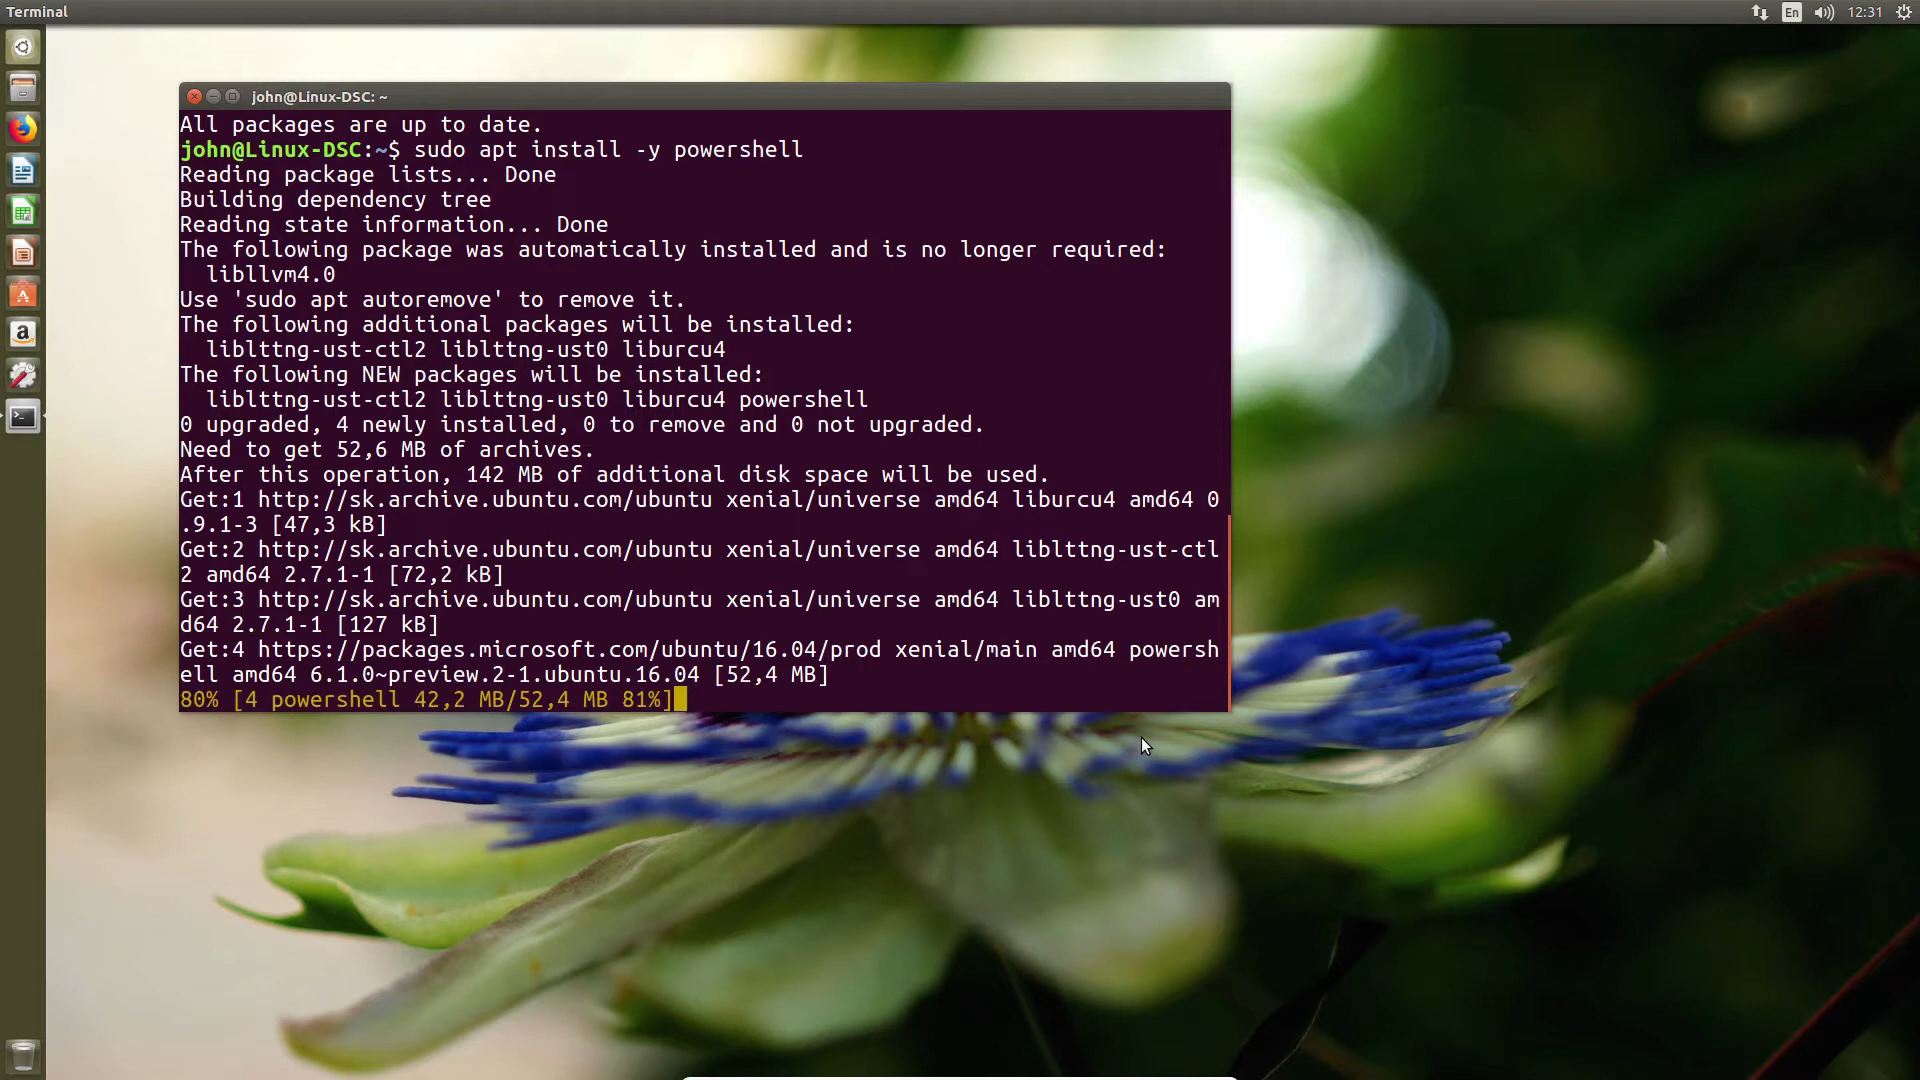 Terminal
En
12:31
john@Linux-DSC: ~
All packages are up to date.
john@Linux-DSC:~$ sudo apt install -y powershell
Reading package lists... Done
Building dependency tree
Reading state information... Done
The following package was automatically installed and is no longer required:
  libllvm4.0
Use 'sudo apt autoremove' to remove it.
The following additional packages will be installed:
  liblttng-ust-ctl2 liblttng-ust0 liburcu4
The following NEW packages will be installed:
  liblttng-ust-ctl2 liblttng-ust0 liburcu4 powershell
0 upgraded, 4 newly installed, 0 to remove and 0 not upgraded.
Need to get 52,6 MB of archives.
After this operation, 142 MB of additional disk space will be used.
Get:1 http://sk.archive.ubuntu.com/ubuntu xenial/universe amd64 liburcu4 amd64 0
.9.1-3 [47,3 kB]
Get:2 http://sk.archive.ubuntu.com/ubuntu xenial/universe amd64 liblttng-ust-ctl
2 amd64 2.7.1-1 [72,2 kB]
Get:3 http://sk.archive.ubuntu.com/ubuntu xenial/universe amd64 liblttng-ust0 am
d64 2.7.1-1 [127 kB]
Get:4 https://packages.microsoft.com/ubuntu/16.04/prod xenial/main amd64 powersh
ell amd64 6.1.0~preview.2-1.ubuntu.16.04 [52,4 MB]
80% [4 powershell 42,2 MB/52,4 MB 81%]